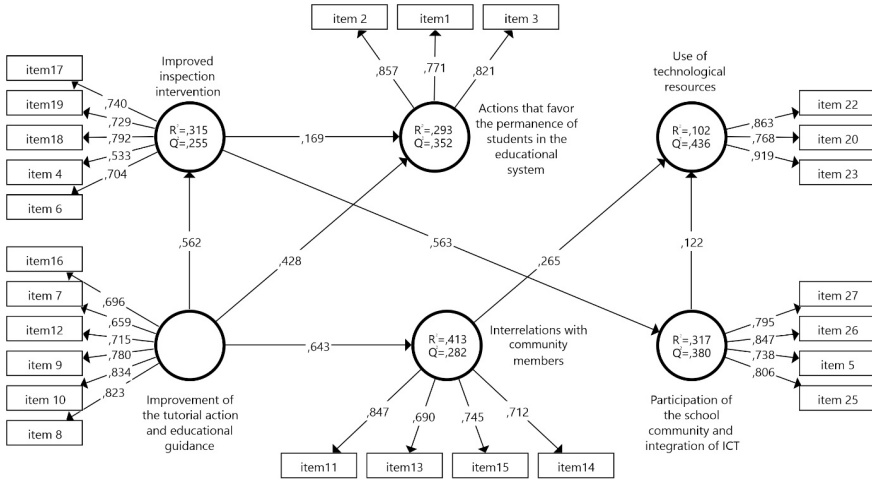 item 2
item1
item 3
,857
,771
,821
Improved
inspection
intervention
item17
item19
item18
item 4
item 6
,740
,729
,792
,533
,704
R²=,315
Q²=,255
,169
R²=,293
Q²=,352
Actions that favor
the permanence of
students in the
educational
system
Use of
technological
resources
R²=,102
Q²=,436
,863
,768
,919
item 22
item 20
item 23
,562
,428
,563
,265
,122
item16
item 7
item12
item 9
item 10
item 8
,696
,659
,715
,780
,834
,823
Improvement of
the tutorial action
and educational
guidance
,643
R²=,413
Q²=,282
Interrelations with
community
members
,847
,690
,745
,712
item11
item13
item15
item14
R²=,317
Q²=,380
,795
,847
,738
,806
item 27
item 26
item 5
item 25
Participation of
the school
community and
integration of ICT